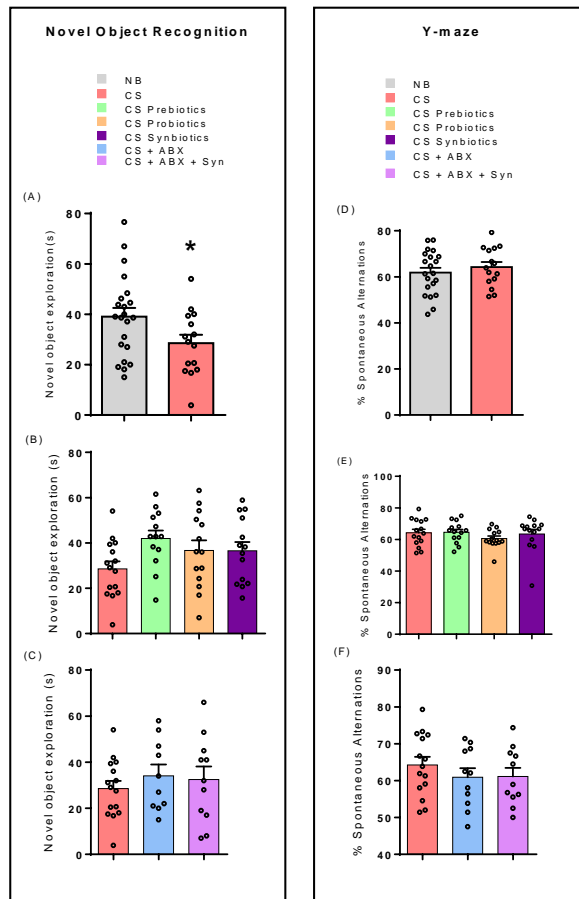 Novel Object Recognition
NB
CS
CS Prebiotics
CS Probiotics
CS Synbiotics
CS + ABX
CS + ABX + Syn
(A)
Novel object exploration(s)
80
60
40
20
0
*
(B)
Novel object exploration (s)
80
60
40
20
0
(C)
Novel object exploration (s)
80
60
40
20
0
Y-maze
NB
CS
CS Prebiotics
CS Probiotics
CS Synbiotics
CS + ABX
CS + ABX + Syn
(D)
% Spontaneous Alternations
80
60
40
20
0
(E)
% Spontaneous Alternations
100
80
60
40
20
0
(F)
% Spontaneous Alternations
90
80
70
60
50
40